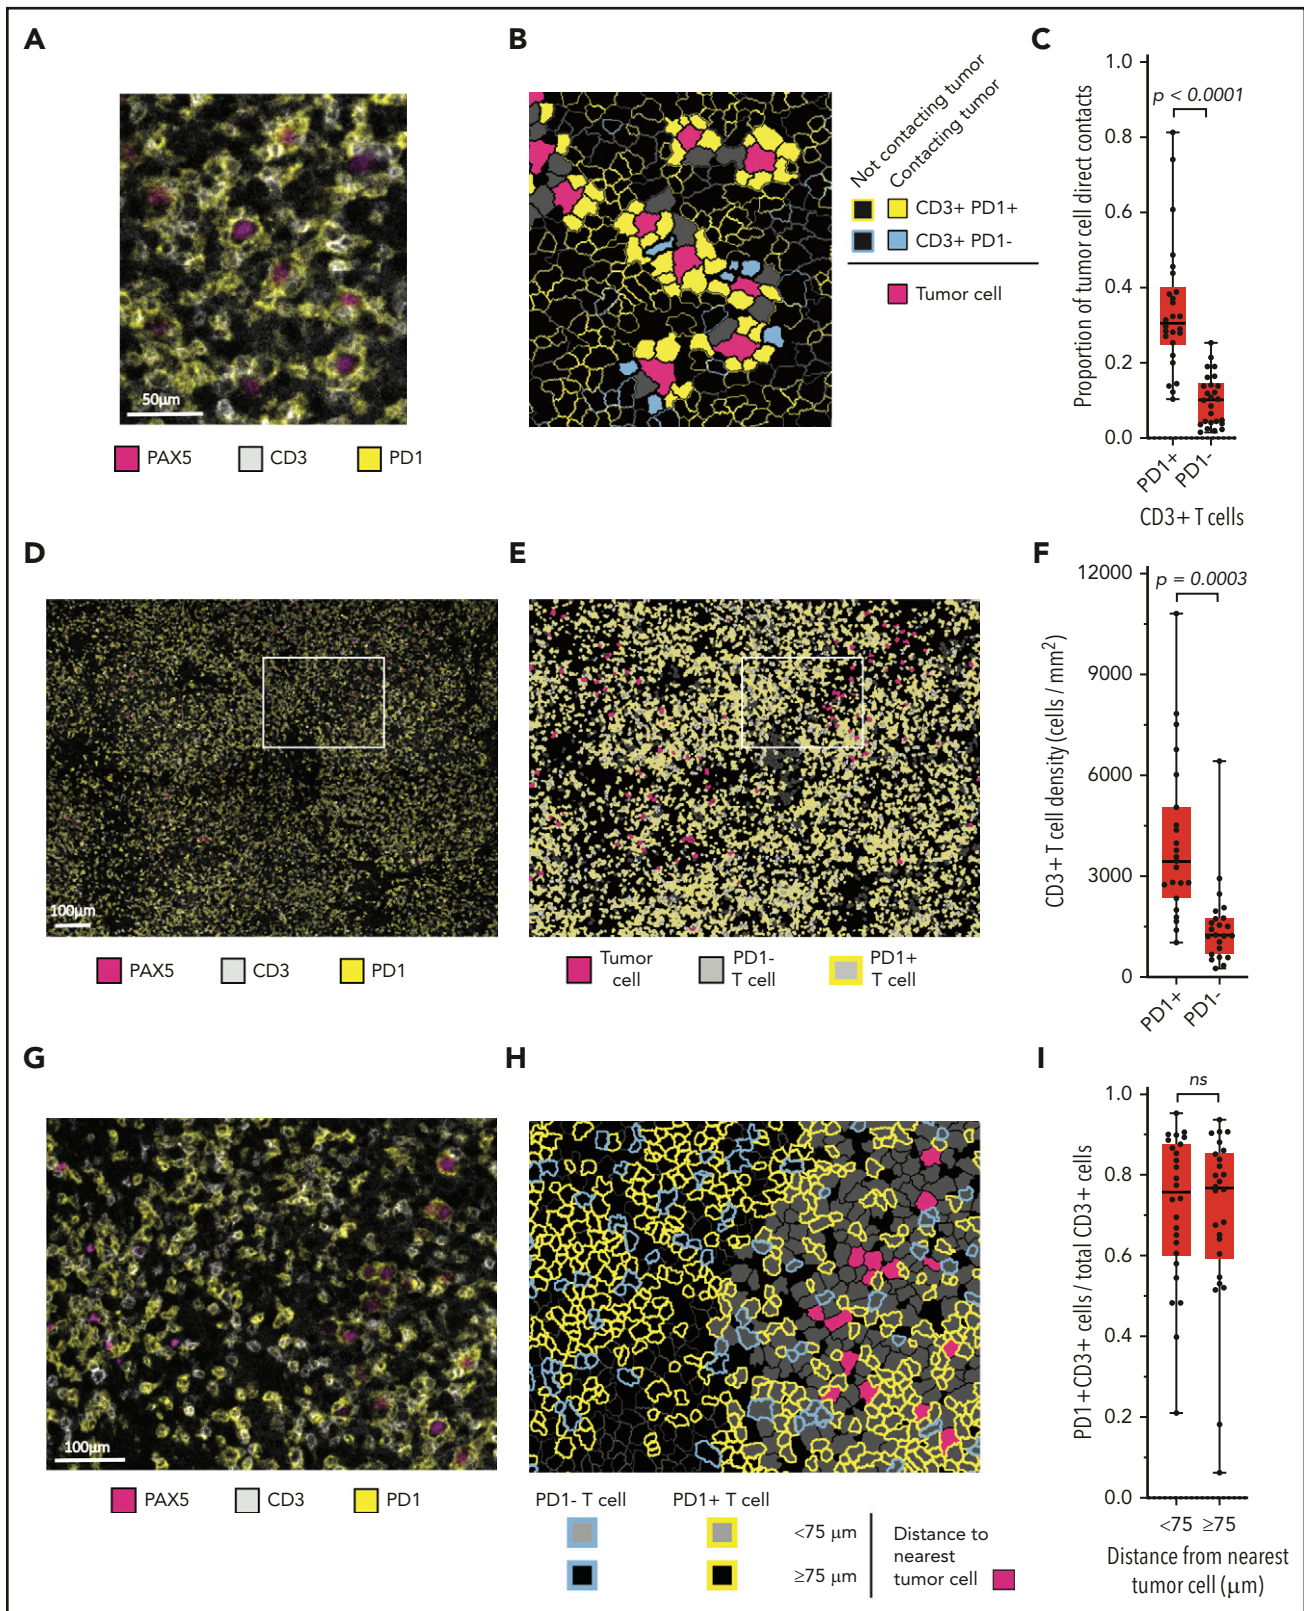 A
50µm
PAX5
CD3
PD1
B
Not contacting tumor
Contacting tumor
CD3+ PD1+
CD3+ PD1-
Tumor cell
C
1.0
p < 0.0001
0.8
0.6
0.4
0.2
0.0
Proportion of tumor cell direct contacts
PD1+
PD1-
CD3+ T cells
D
100µm
PAX5
CD3
PD1
E
Tumor
cell
PD1-
T cell
PD1+
T cell
F
12000
p = 0.0003
9000
6000
3000
0
CD3+ T cell density (cells / mm²)
PD1+
PD1-
G
100µm
PAX5
CD3
PD1
H
PD1- T cell
PD1+ T cell
<75 µm
≥75 µm
Distance to
nearest
tumor cell
I
ns
1.0
0.8
0.6
0.4
0.2
0.0
PD1+CD3+ cells / total CD3+ cells
<75 ≥75
Distance from nearest
tumor cell (µm)